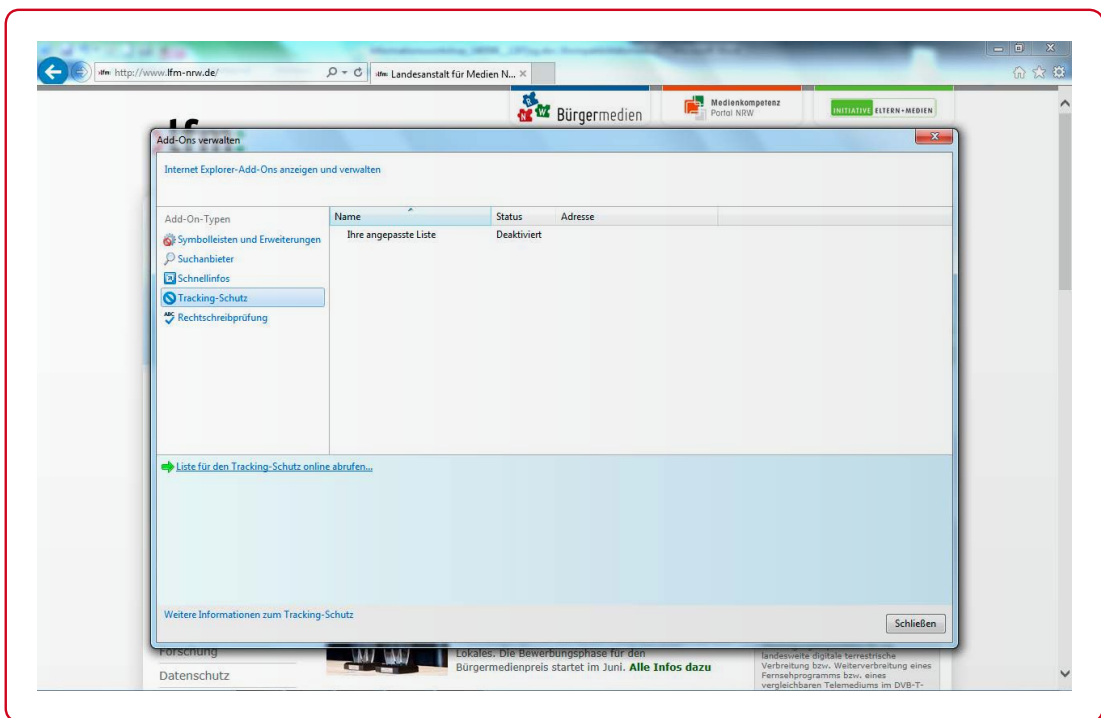 http://www.lfm-nrw.de/
Landesanstalt für Medien N...
Bürgermedien
Medienkompetenz
Portal NRW
INITIATIVE ELTERN+MEDIEN
Add-Ons verwalten
Internet Explorer-Add-Ons anzeigen und verwalten
Add-On-Typen
Symbolleisten und Erweiterungen
Suchanbieter
Schnellinfos
Tracking-Schutz
Rechtschreibprüfung
Name Status Adresse
Ihre angepasste Liste Deaktiviert
Liste für den Tracking-Schutz online abrufen...
Weitere Informationen zum Tracking-Schutz
Schließen
Forschung
Datenschutz
Lokales. Die Bewerbungsphase für den
Bürgermedienpreis startet im Juni. Alle Infos dazu
landesweite digitale terrestrische
Verbreitung bzw. Weiterverbreitung eines
Fernsehprogramms bzw. eines
vergleichbaren Telemediums im DVB-T-